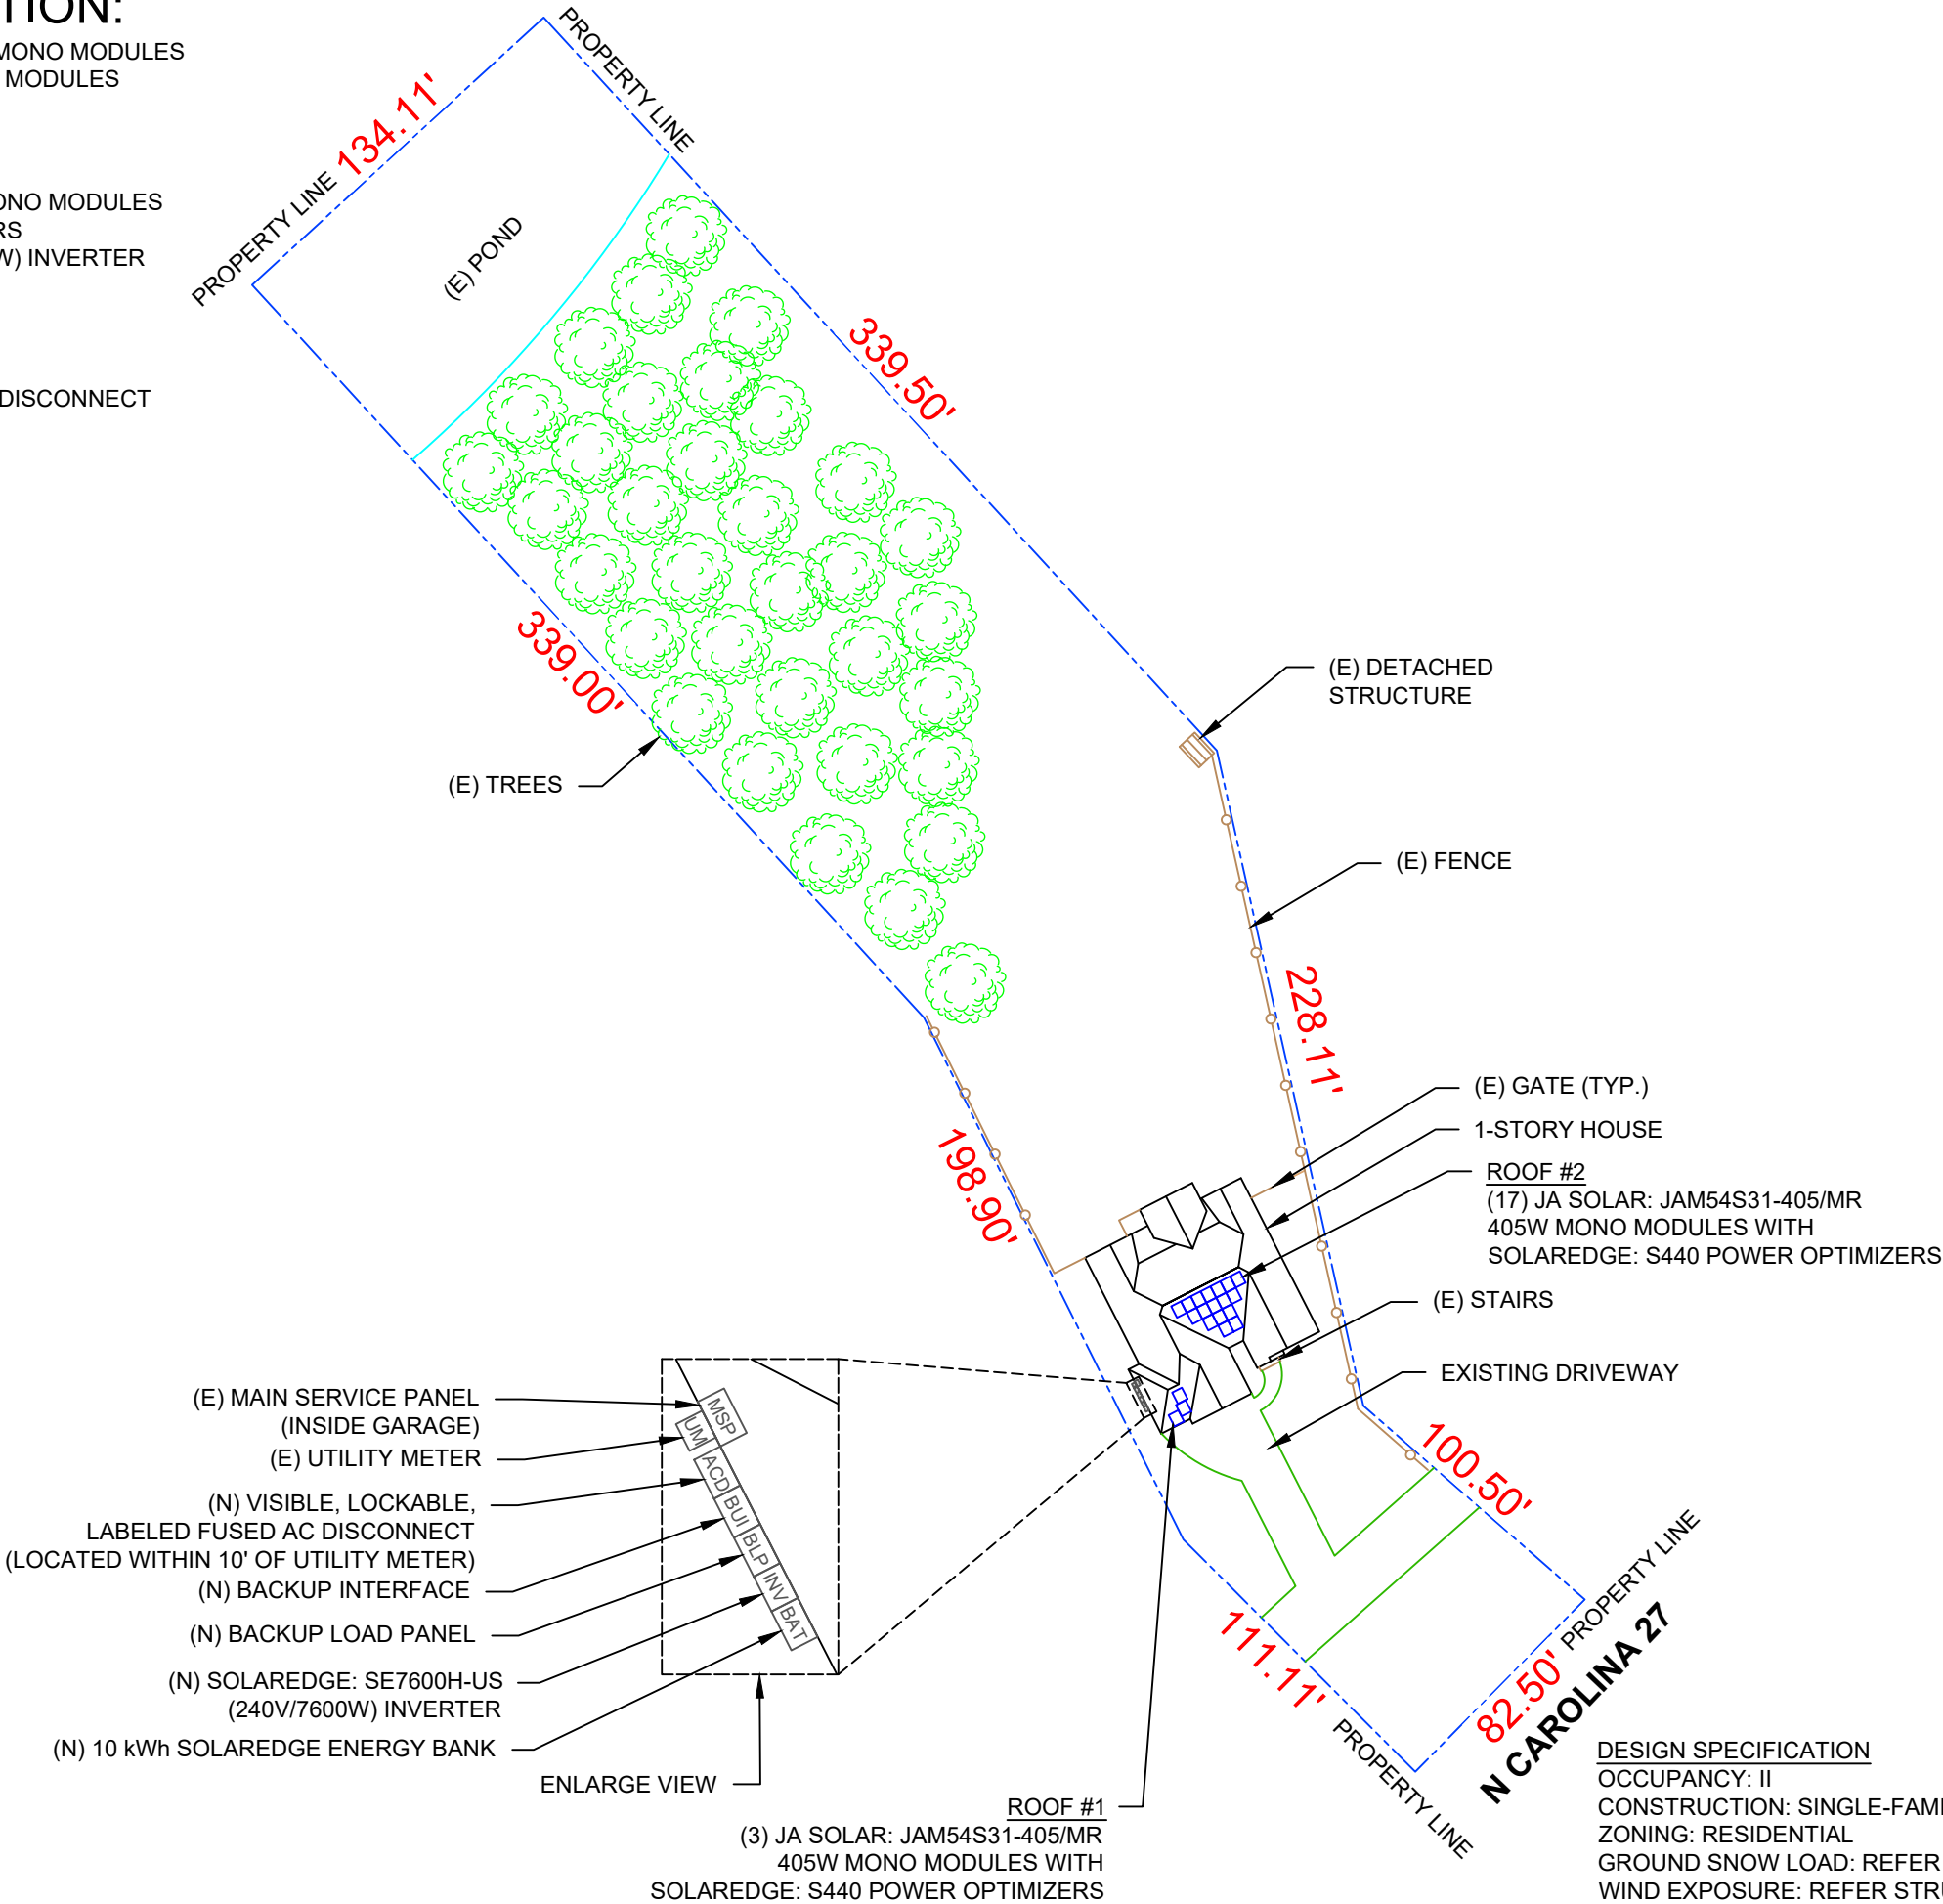 TION:
MONO MODULES
MODULES
ONO MODULES
RS
W) INVERTER
DISCONNECT
PROPERTY LINE
134.11'
PROPERTY LINE
(E) POND
339.50'
339.00'
(E) TREES
(E) DETACHED
STRUCTURE
(E) FENCE
228.11'
198.90'
(E) GATE (TYP.)
1-STORY HOUSE
ROOF #2
(17) JA SOLAR: JAM54S31-405/MR
405W MONO MODULES WITH
SOLAREDGE: S440 POWER OPTIMIZERS
(E) STAIRS
EXISTING DRIVEWAY
100.50'
PROPERTY LINE
82.50'
N CAROLINA 27
111.11'
PROPERTY LINE
(E) MAIN SERVICE PANEL
(INSIDE GARAGE)
(E) UTILITY METER
(N) VISIBLE, LOCKABLE,
LABELED FUSED AC DISCONNECT
(LOCATED WITHIN 10' OF UTILITY METER)
(N) BACKUP INTERFACE
(N) BACKUP LOAD PANEL
(N) SOLAREDGE: SE7600H-US
(240V/7600W) INVERTER
(N) 10 kWh SOLAREDGE ENERGY BANK
MSP
UM
ACD
BUI
BLP
INV
BAT
ENLARGE VIEW
ROOF #1
(3) JA SOLAR: JAM54S31-405/MR
405W MONO MODULES WITH
SOLAREDGE: S440 POWER OPTIMIZERS
DESIGN SPECIFICATION
OCCUPANCY: II
CONSTRUCTION: SINGLE-FAMI
ZONING: RESIDENTIAL
GROUND SNOW LOAD: REFER
WIND EXPOSURE: REFER STRU